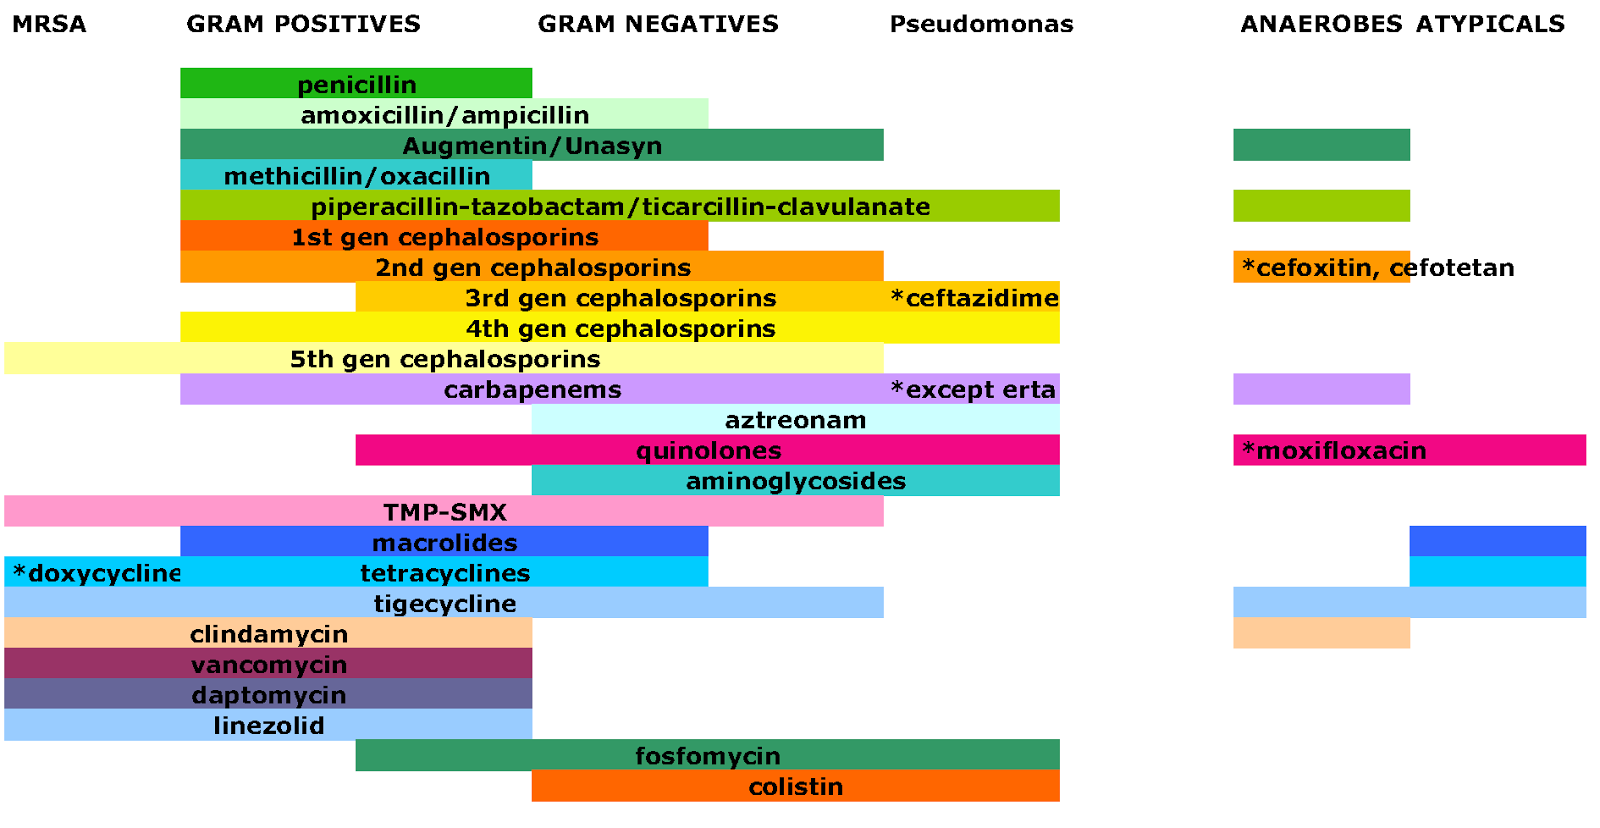 MRSA GRAM POSITIVES GRAM NEGATIVES Pseudomonas ANAEROBES ATYPICALS
penicillin
amoxicillin/ampicillin
Augmentin/Unasyn
methicillin/oxacillin
piperacillin-tazobactam/ticarcillin-clavulanate
1st gen cephalosporins
2nd gen cephalosporins *cefoxitin, cefotetan
3rd gen cephalosporins *ceftazidime
4th gen cephalosporins
5th gen cephalosporins
carbapenems *except erta
aztreonam
quinolones *moxifloxacin
aminoglycosides
TMP-SMX
macrolides
*doxycycline tetracyclines
tigecycline
clindamycin
vancomycin
daptomycin
linezolid
fosfomycin
colistin